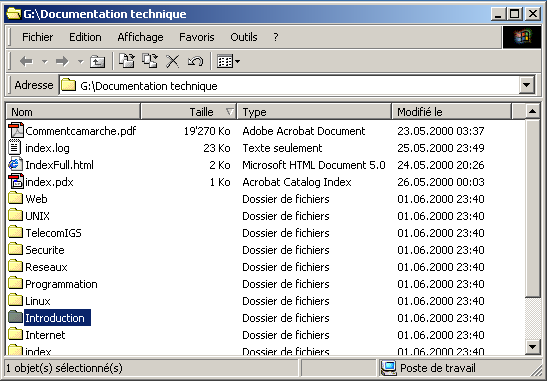 G:\Documentation technique
Fichier Edition Affichage Favoris Outils ?
Adresse G:\Documentation technique
Nom Taille Type Modifié le
Commentcamarche.pdf 19'270 Ko Adobe Acrobat Document 23.05.2000 03:37
index.log 23 Ko Texte seulement 25.05.2000 23:49
IndexFull.html 2 Ko Microsoft HTML Document 5.0 24.05.2000 20:26
index.pdx 1 Ko Acrobat Catalog Index 26.05.2000 00:03
Web Dossier de fichiers 01.06.2000 23:40
UNIX Dossier de fichiers 01.06.2000 23:40
TelecomIGS Dossier de fichiers 01.06.2000 23:40
Securite Dossier de fichiers 01.06.2000 23:40
Reseaux Dossier de fichiers 01.06.2000 23:40
Programmation Dossier de fichiers 01.06.2000 23:40
Linux Dossier de fichiers 01.06.2000 23:40
Introduction Dossier de fichiers 01.06.2000 23:40
Internet Dossier de fichiers 01.06.2000 23:40
index Dossier de fichiers 01.06.2000 23:40
1 objet(s) sélectionné(s) Poste de travail